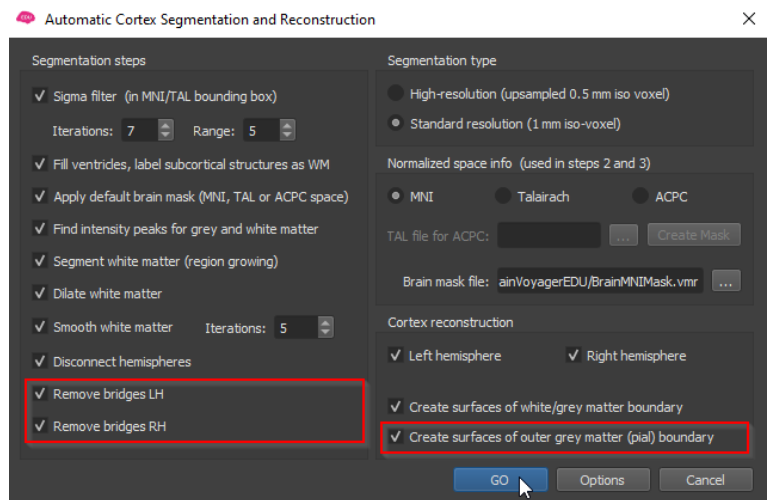 EDU
Automatic Cortex Segmentation and Reconstruction
Segmentation steps
Sigma filter (in MNI/TAL bounding box)
Iterations: 7 Range: 5
Fill ventricles, label subcortical structures as WM
Apply default brain mask (MNI, TAL or ACPC space)
Find intensity peaks for grey and white matter
Segment white matter (region growing)
Dilate white matter
Smooth white matter Iterations: 5
Disconnect hemispheres
Remove bridges LH
Remove bridges RH
Segmentation type
High-resolution (upsampled 0.5 mm iso voxel)
Standard resolution (1 mm iso-voxel)
Normalized space info (used in steps 2 and 3)
MNI Talairach ACPC
TAL file for ACPC: ... Create Mask
Brain mask file: ainVoyagerEDU/BrainMNIMask.vmr ...
Cortex reconstruction
Left hemisphere Right hemisphere
Create surfaces of white/grey matter boundary
Create surfaces of outer grey matter (pial) boundary
GO Options Cancel